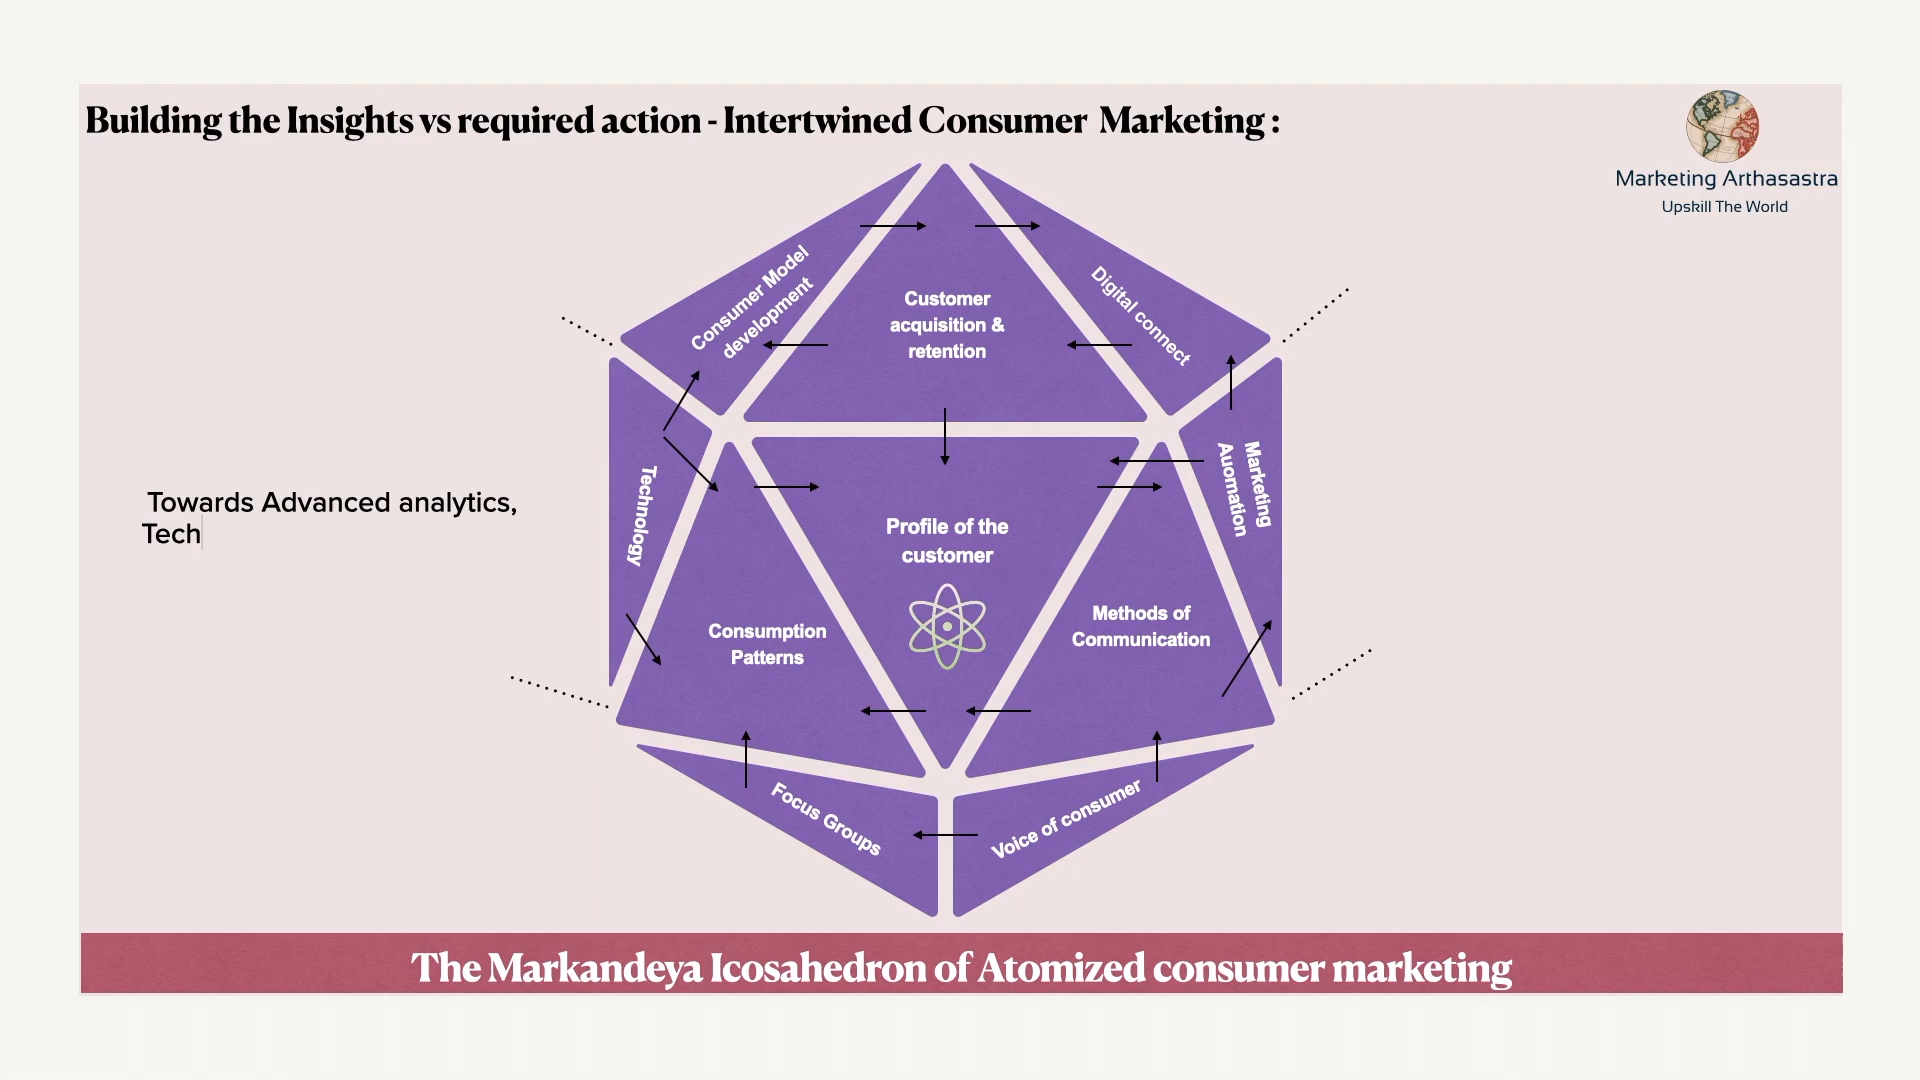 Building the Insights vs required action - Intertwined Consumer Marketing :
Marketing Arthasastra
Upskill The World
Consumer Model
development
Customer
acquisition &
retention
Digital connect
Technology
Towards Advanced analytics,
Tech
Marketing
Auomation
Profile of the
customer
Consumption
Patterns
Methods of
Communication
Focus Groups
Voice of consumer
The Markandeya Icosahedron of Atomized consumer marketing